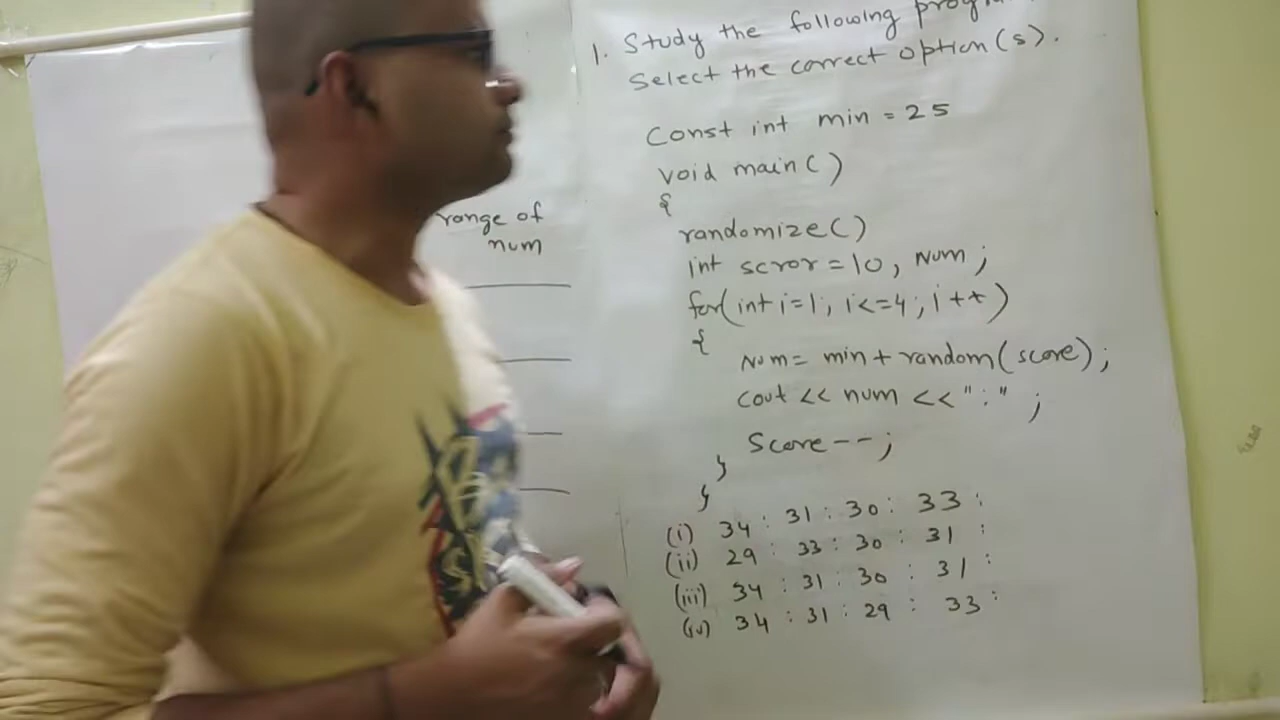 1. Study the following
Select the correct option(s).
Const int min = 25
void main( )
{
randomize( )
int scror = 10, Num ;
for(int i=1; i<=4; i++)
{
Num = min + random(score);
cout << num << ":" ;
Score--;
}
}
(i) 34 : 31 : 30 : 33 :
(ii) 29 : 33 : 30 : 31 :
(iii) 34 : 31 : 30 : 31 :
(iv) 34 : 31 : 29 : 33 :
range of
num